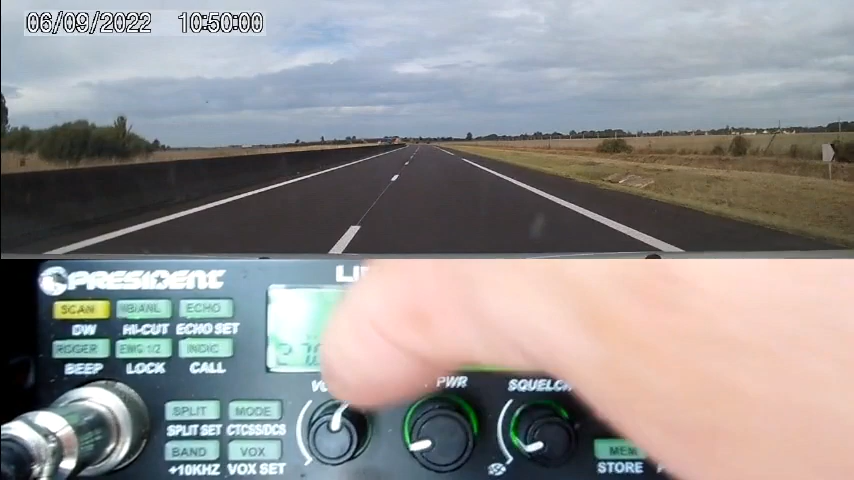 06/09/2022 10:50:00
PRESIDENT
SCAN NB/ANL ECHO
DW HI-CUT ECHO SET
ROGER EMG 1/2 INDIC
BEEP LOCK CALL
PWR SQUELCH
SPLIT MODE
SPLIT SET CTCSS/DCS
BAND VOX
+10KHZ VOX SET
MEM
STORE